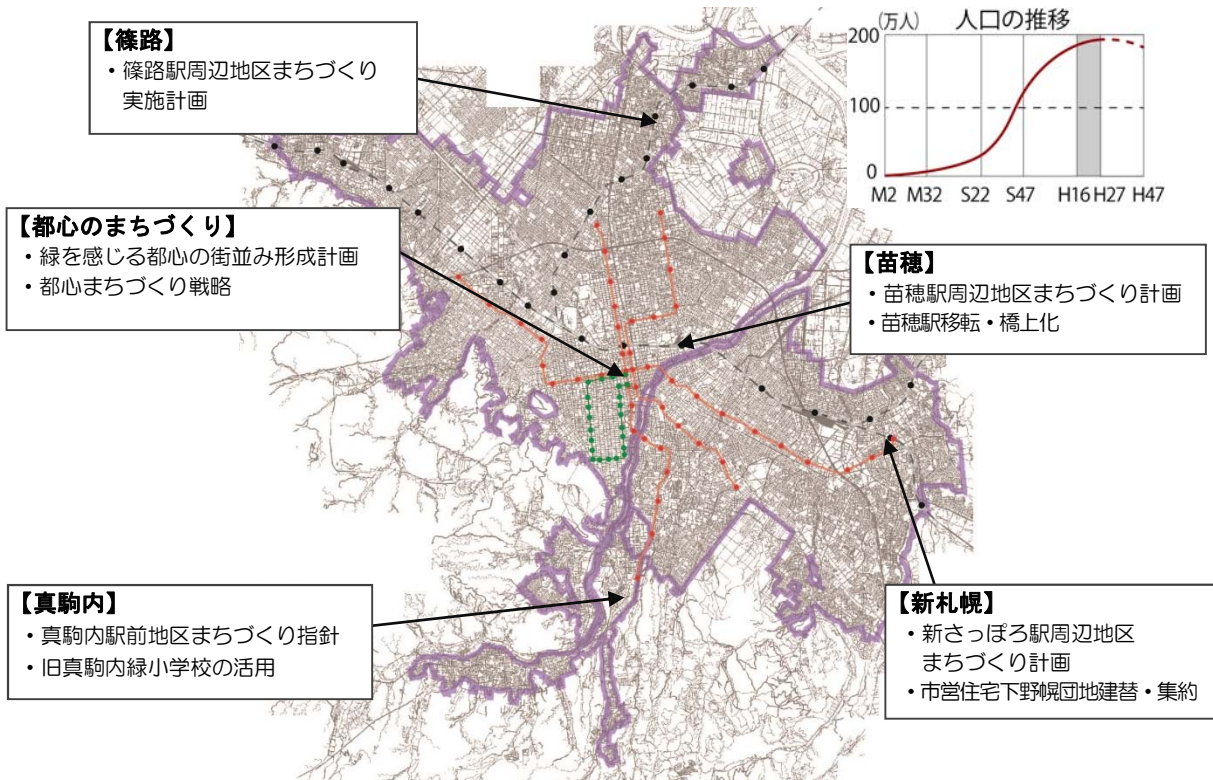 【篠路】
・篠路駅周辺地区まちづくり
実施計画
(万人)
人口の推移
200
100
0
M2 M32 S22 S47 H16 H27 H47
【都心のまちづくり】
・緑を感じる都心の街並み形成計画
・都心まちづくり戦略
【苗穂】
・苗穂駅周辺地区まちづくり計画
・苗穂駅移転・橋上化
【真駒内】
・真駒内駅前地区まちづくり指針
・旧真駒内緑小学校の活用
【新札幌】
・新さっぽろ駅周辺地区
まちづくり計画
・市営住宅下野幌団地建替・集約